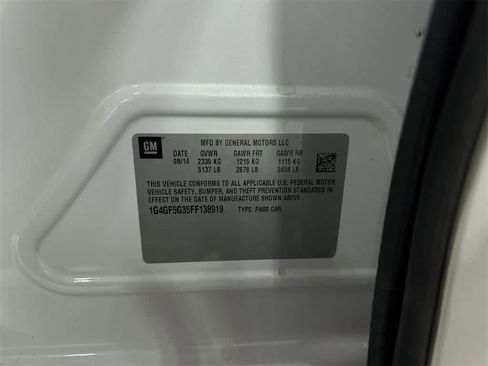 GM
MFD BY GENERAL MOTORS LLC
DATE GVWR GAWR FRT GAWR RR
08/14 2330 KG 1215 KG 1115 KG
5137 LB 2679 LB 2458 LB
THIS VEHICLE CONFORMS TO ALL APPLICABLE U.S. FEDERAL
MOTOR VEHICLE SAFETY, BUMPER, AND THEFT PREVENTION
STANDARDS IN EFFECT ON THE DATE OF MANUFACTURE SHOWN ABOVE.
1G4GF5G35FF138919 TYPE: PASS CAR